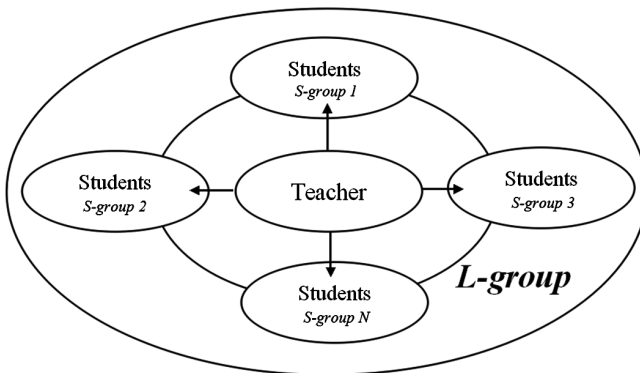 Students
S-group 1
Students
S-group 2
Teacher
Students
S-group 3
Students
S-group N
L-group